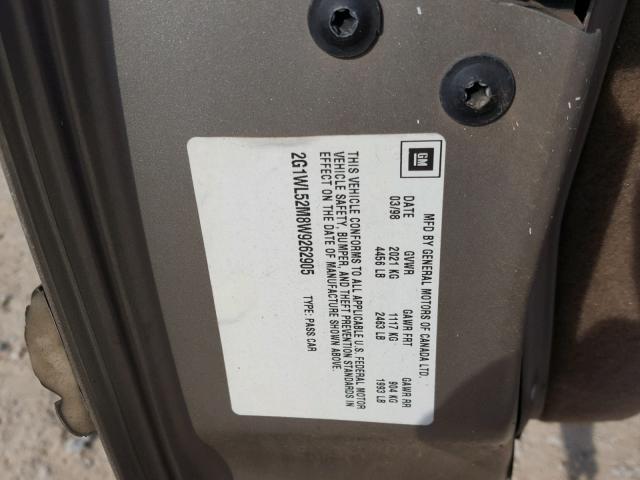 GM
MFD BY GENERAL MOTORS OF CANADA LTD.
DATE GVWR GAWR FRT. GAWR RR
03/98 2021 KG 1117 KG 904 KG
4456 LB 2463 LB 1993 LB
THIS VEHICLE CONFORMS TO ALL APPLICABLE U.S. FEDERAL MOTOR
VEHICLE SAFETY, BUMPER, AND THEFT PREVENTION STANDARDS IN
EFFECT ON THE DATE OF MANUFACTURE SHOWN ABOVE.
2G1WL52M8W9262905 TYPE: PASS CAR